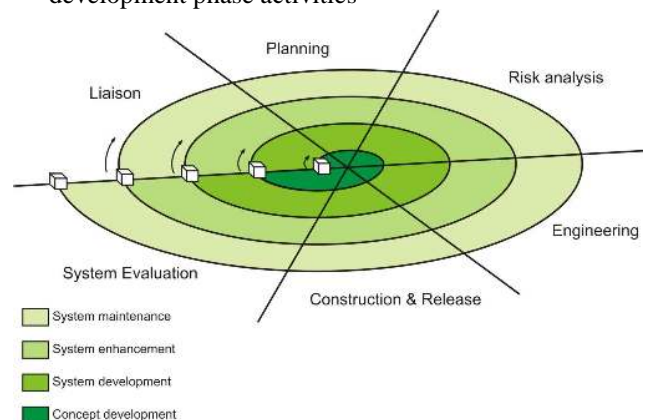 development phase activities
Planning
Risk analysis
Liaison
Engineering
System Evaluation
Construction & Release
System maintenance
System enhancement
System development
Concept development